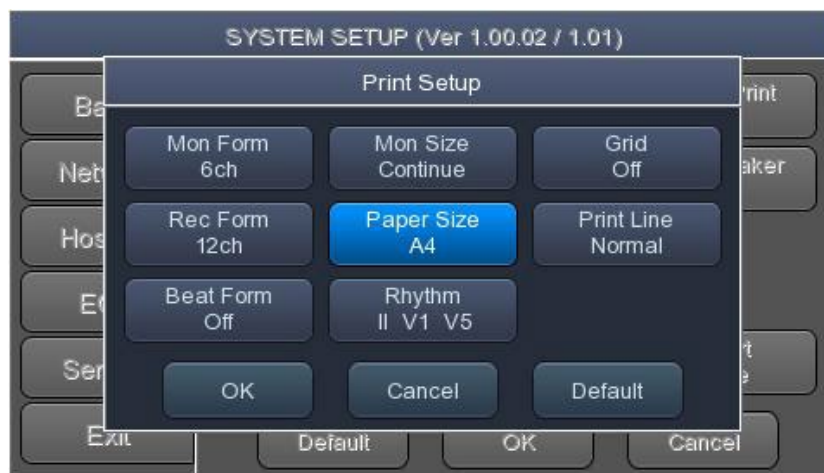 SYSTEM SETUP (Ver 1.00.02 / 1.01)
Print Setup
Mon Form
6ch
Mon Size
Continue
Grid
Off
Rec Form
12ch
Paper Size
A4
Print Line
Normal
Beat Form
Off
Rhythm
II V1 V5
OK
Cancel
Default
Exit
Default
OK
Cancel